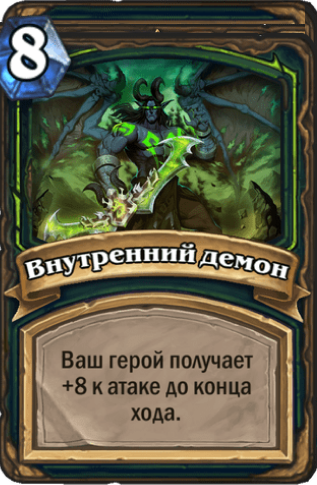 8
Внутренний демон
Ваш герой получает
+8 к атаке до конца
хода.